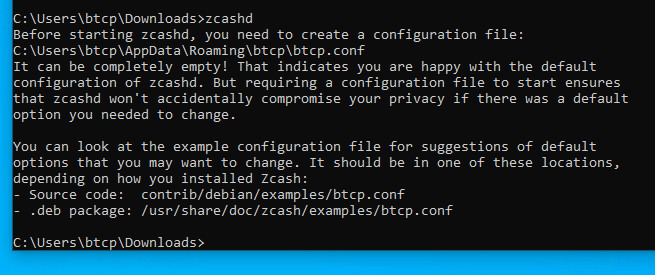 C:\Users\btcp\Downloads>zcashd
Before starting zcashd, you need to create a configuration file:
C:\Users\btcp\AppData\Roaming\btcp\btcp.conf
It can be completely empty! That indicates you are happy with the default
configuration of zcashd. But requiring a configuration file to start ensures
that zcashd won't accidentally compromise your privacy if there was a default
option you needed to change.
You can look at the example configuration file for suggestions of default
options that you may want to change. It should be in one of these locations,
depending on how you installed Zcash:
- Source code:  contrib/debian/examples/btcp.conf
- .deb package: /usr/share/doc/zcash/examples/btcp.conf
C:\Users\btcp\Downloads>